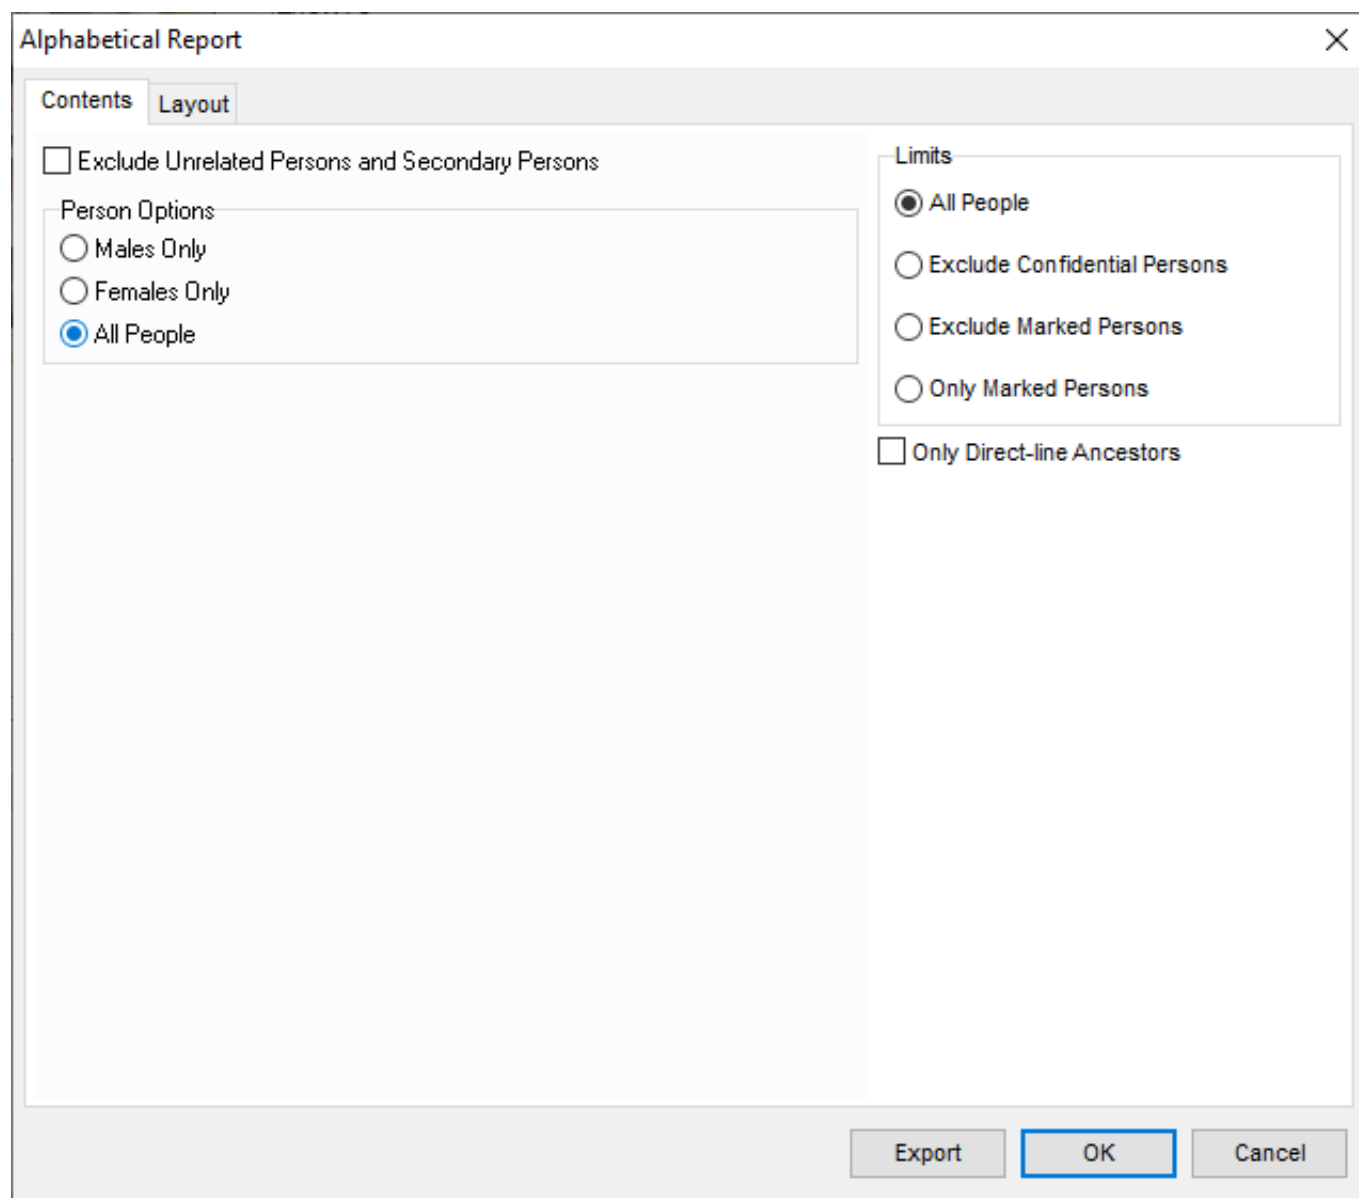 Alphabetical Report
Contents
Layout
Exclude Unrelated Persons and Secondary Persons
Person Options
Males Only
Females Only
All People
Limits
All People
Exclude Confidential Persons
Exclude Marked Persons
Only Marked Persons
Only Direct-line Ancestors
Export
OK
Cancel